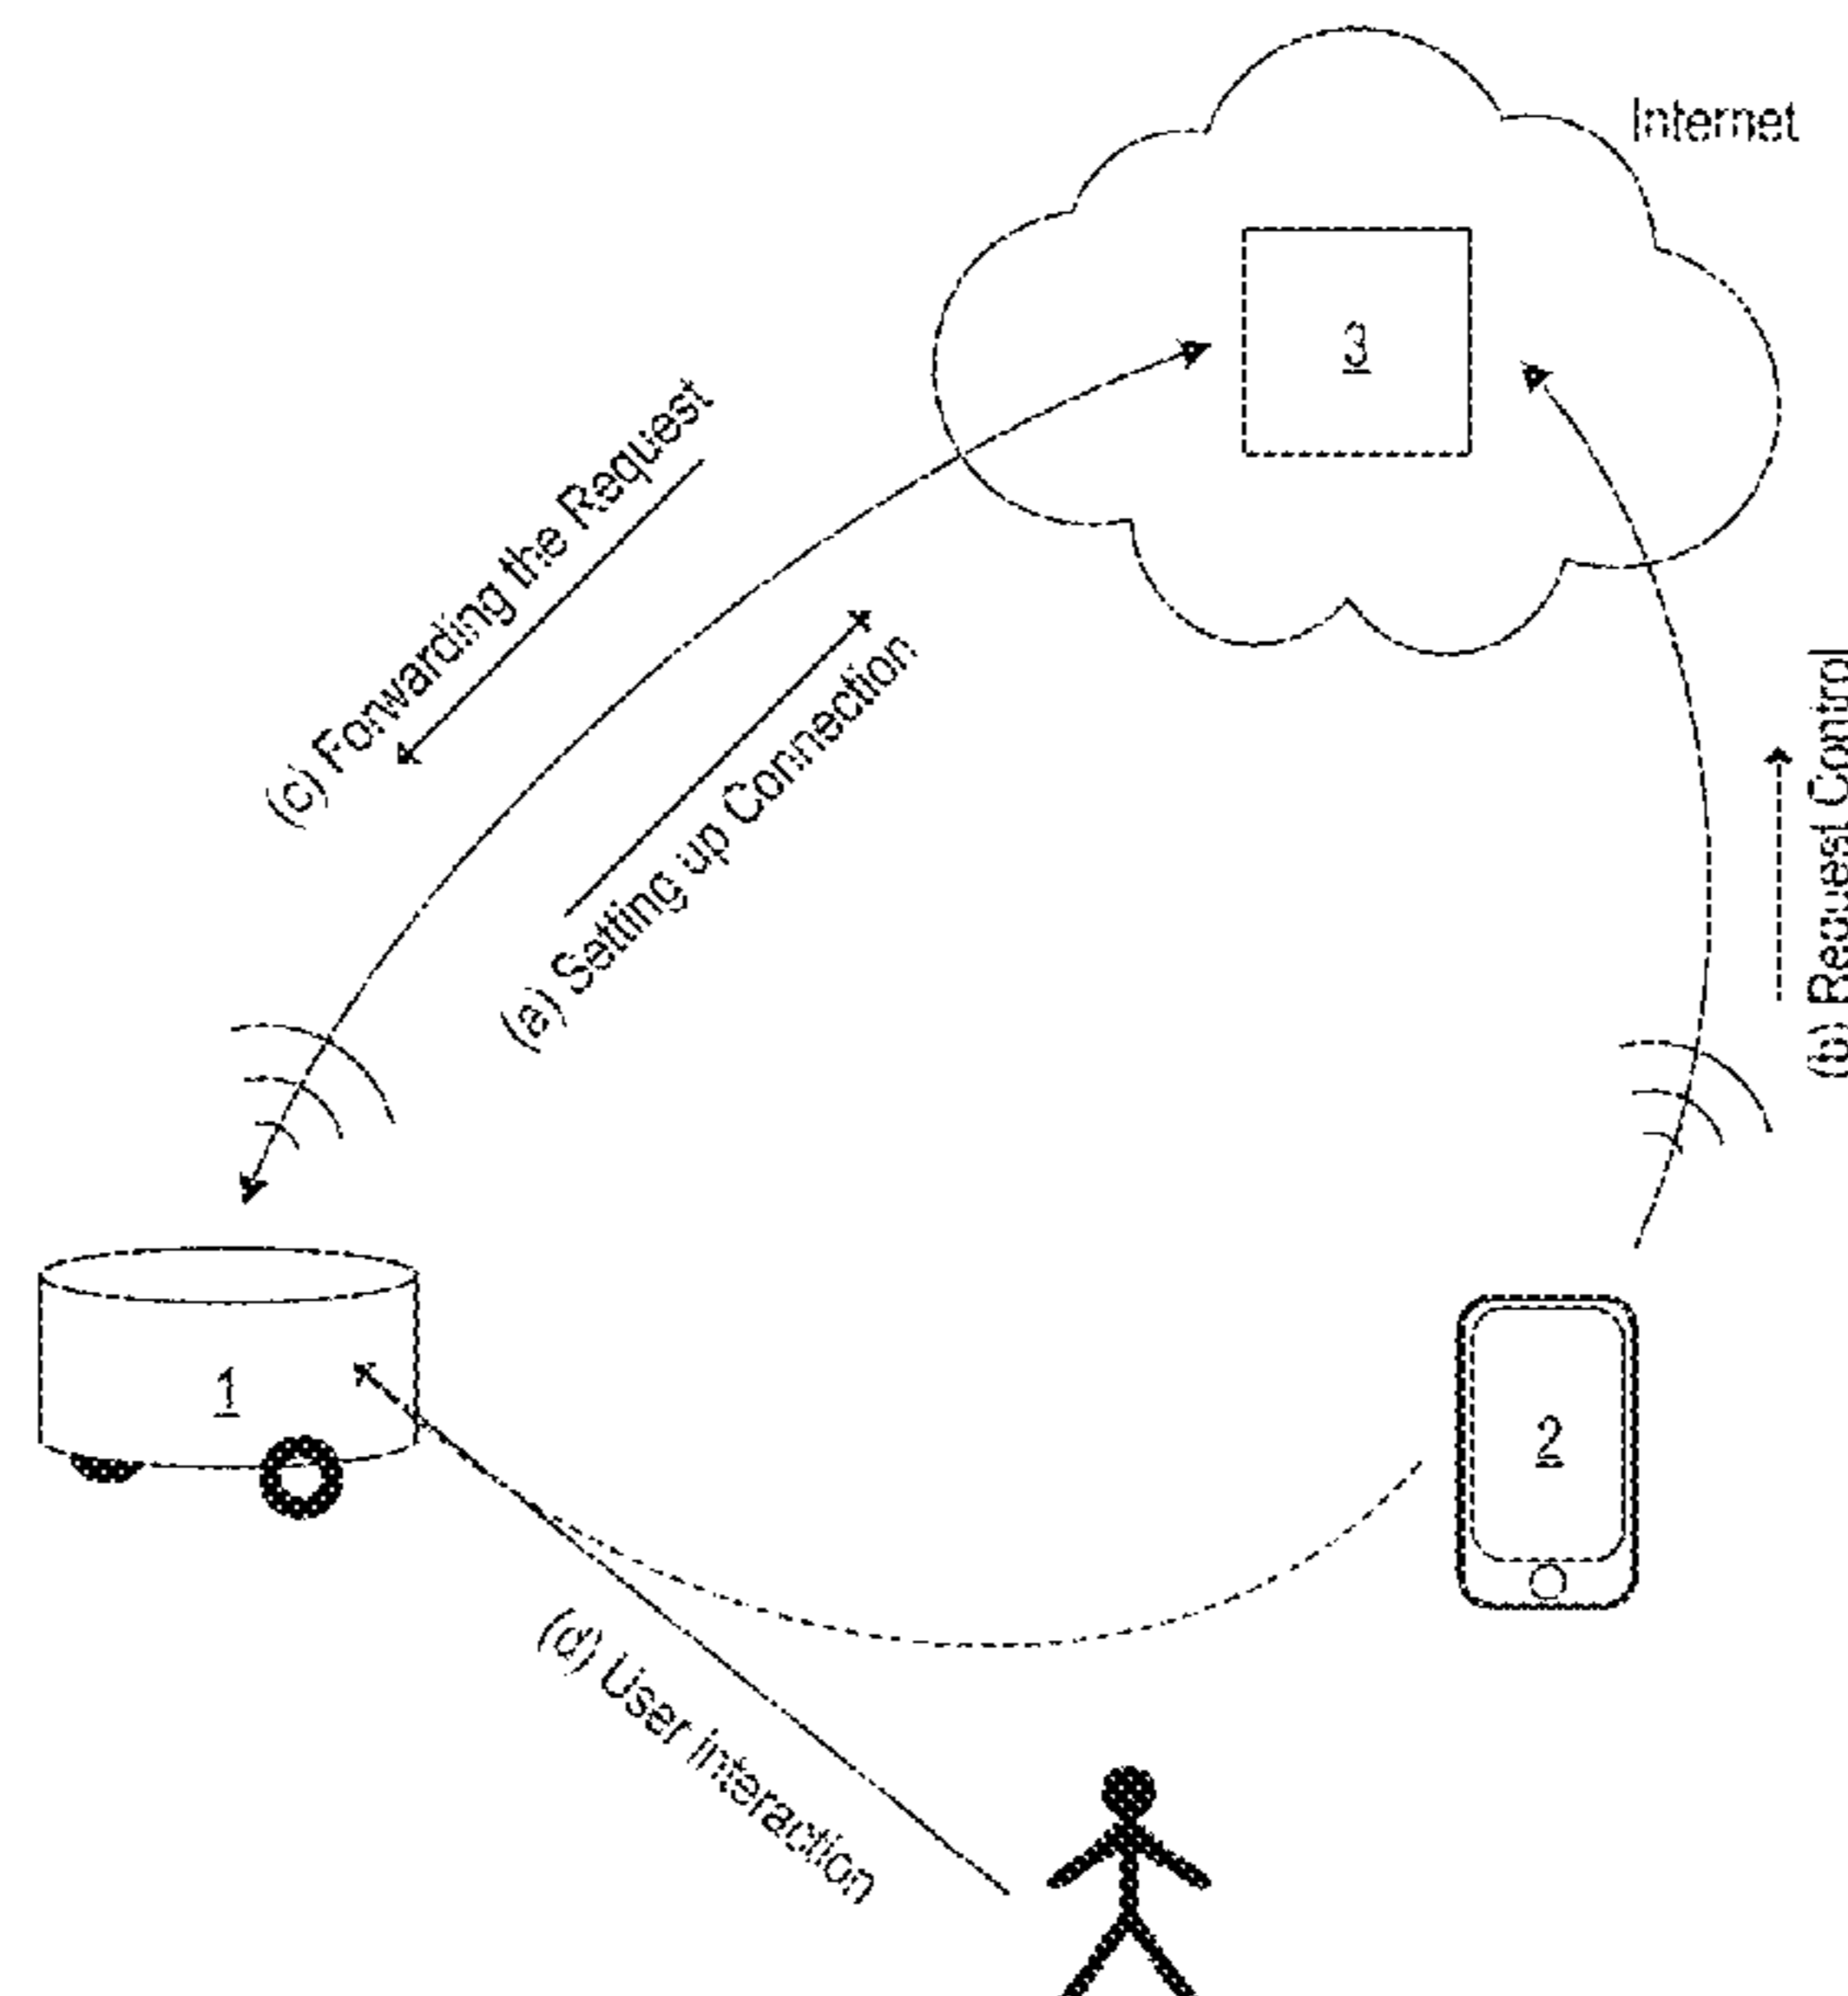 Internet
3
(c) Forwarding the Request
(a) Setting up Connection
(b) Request Control
1
2
(d) User interaction